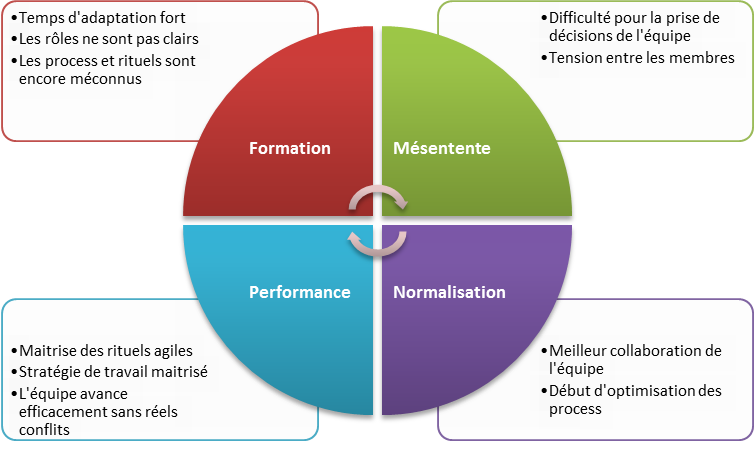 •Temps d'adaptation fort
•Les rôles ne sont pas clairs
•Les process et rituels sont
encore méconnus
•Difficulté pour la prise de
décisions de l'équipe
•Tension entre les membres
Formation
Mésentente
Performance
Normalisation
•Maitrise des rituels agiles
•Stratégie de travail maitrisé
•L'équipe avance
efficacement sans réels
conflits
•Meilleur collaboration de
l'équipe
•Début d'optimisation des
process